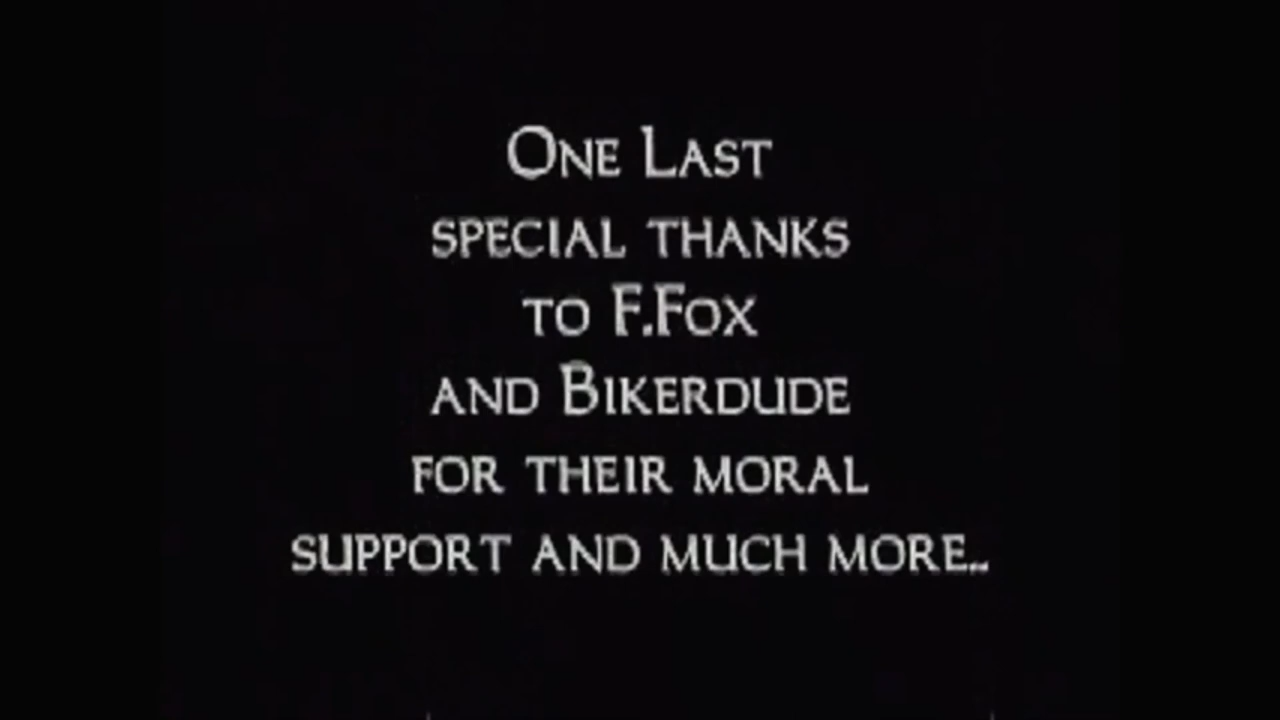 One Last
special thanks
to F.Fox
and Bikerdude
for their moral
support and much more..